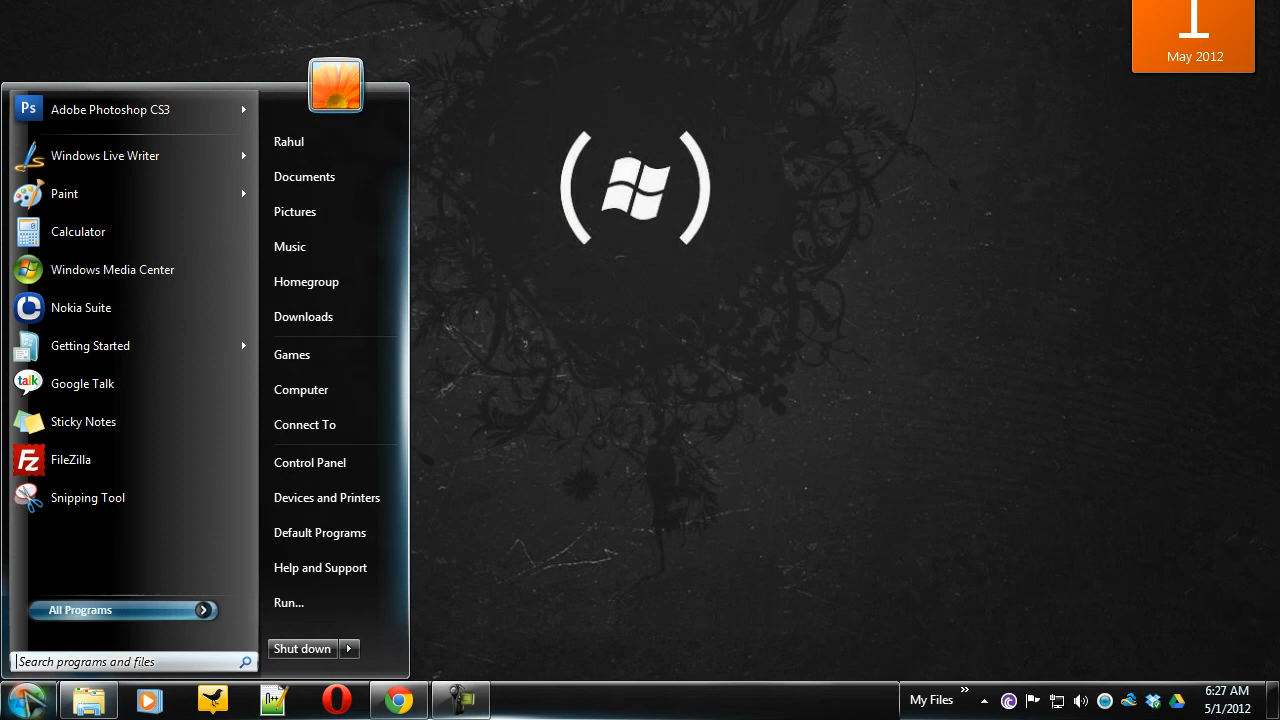 1
May 2012
Ps Adobe Photoshop CS3
Windows Live Writer
Paint
Calculator
Windows Media Center
Nokia Suite
Getting Started
talk Google Talk
Sticky Notes
Fz FileZilla
Snipping Tool
All Programs
Search programs and files
Rahul
Documents
Pictures
Music
Homegroup
Downloads
Games
Computer
Connect To
Control Panel
Devices and Printers
Default Programs
Help and Support
Run...
Shut down
My Files
6:27 AM
5/1/2012